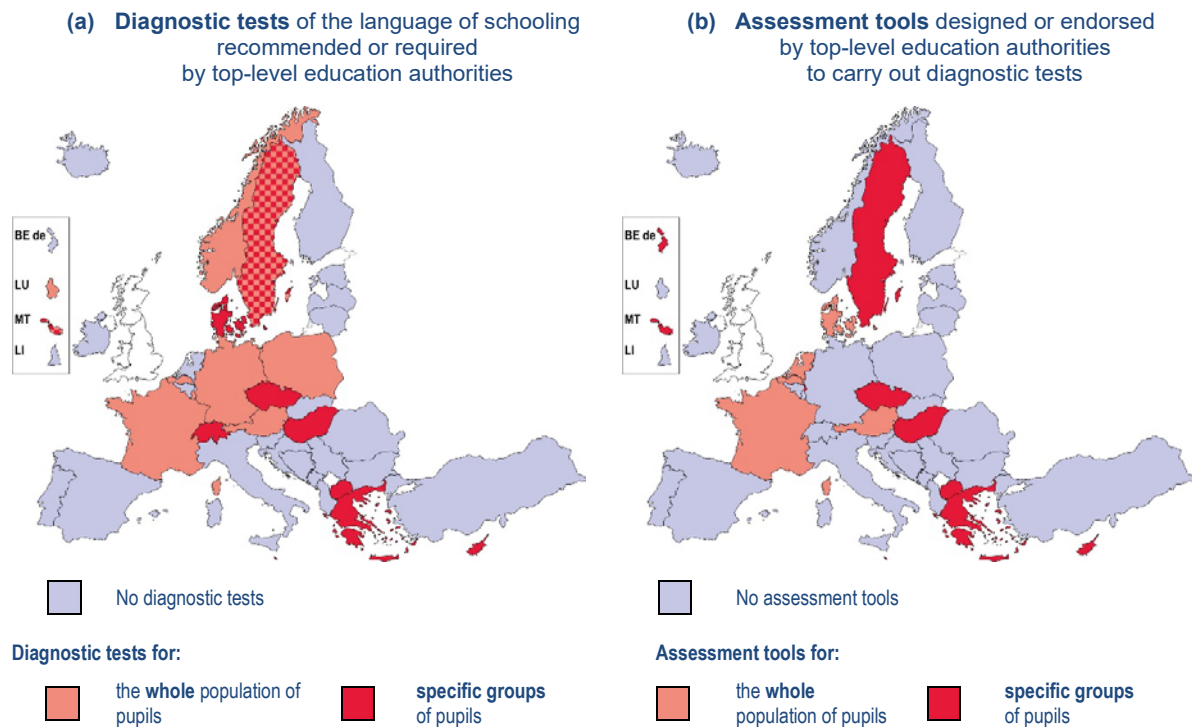 (a) Diagnostic tests of the language of schooling
recommended or required
by top-level education authorities
(b) Assessment tools designed or endorsed
by top-level education authorities
to carry out diagnostic tests
BE de
LU
MT
LI
BE de
LU
MT
LI
No diagnostic tests
Diagnostic tests for:
the whole population of
pupils
specific groups
of pupils
No assessment tools
Assessment tools for:
the whole
population of pupils
specific groups
of pupils